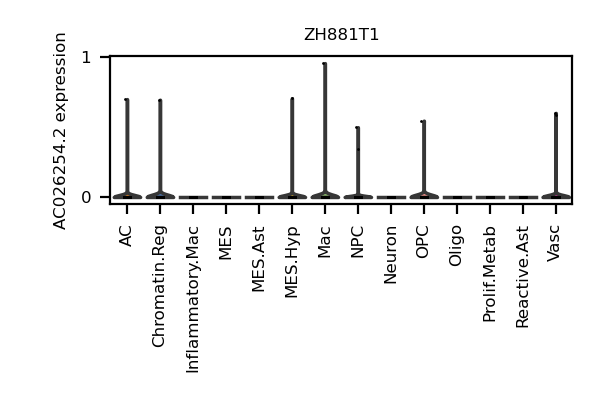 ZH881T1
AC026254.2 expression
1
0
AC
Chromatin.Reg
Inflammatory.Mac
MES
MES.Ast
MES.Hyp
Mac
NPC
Neuron
OPC
Oligo
Prolif.Metab
Reactive.Ast
Vasc